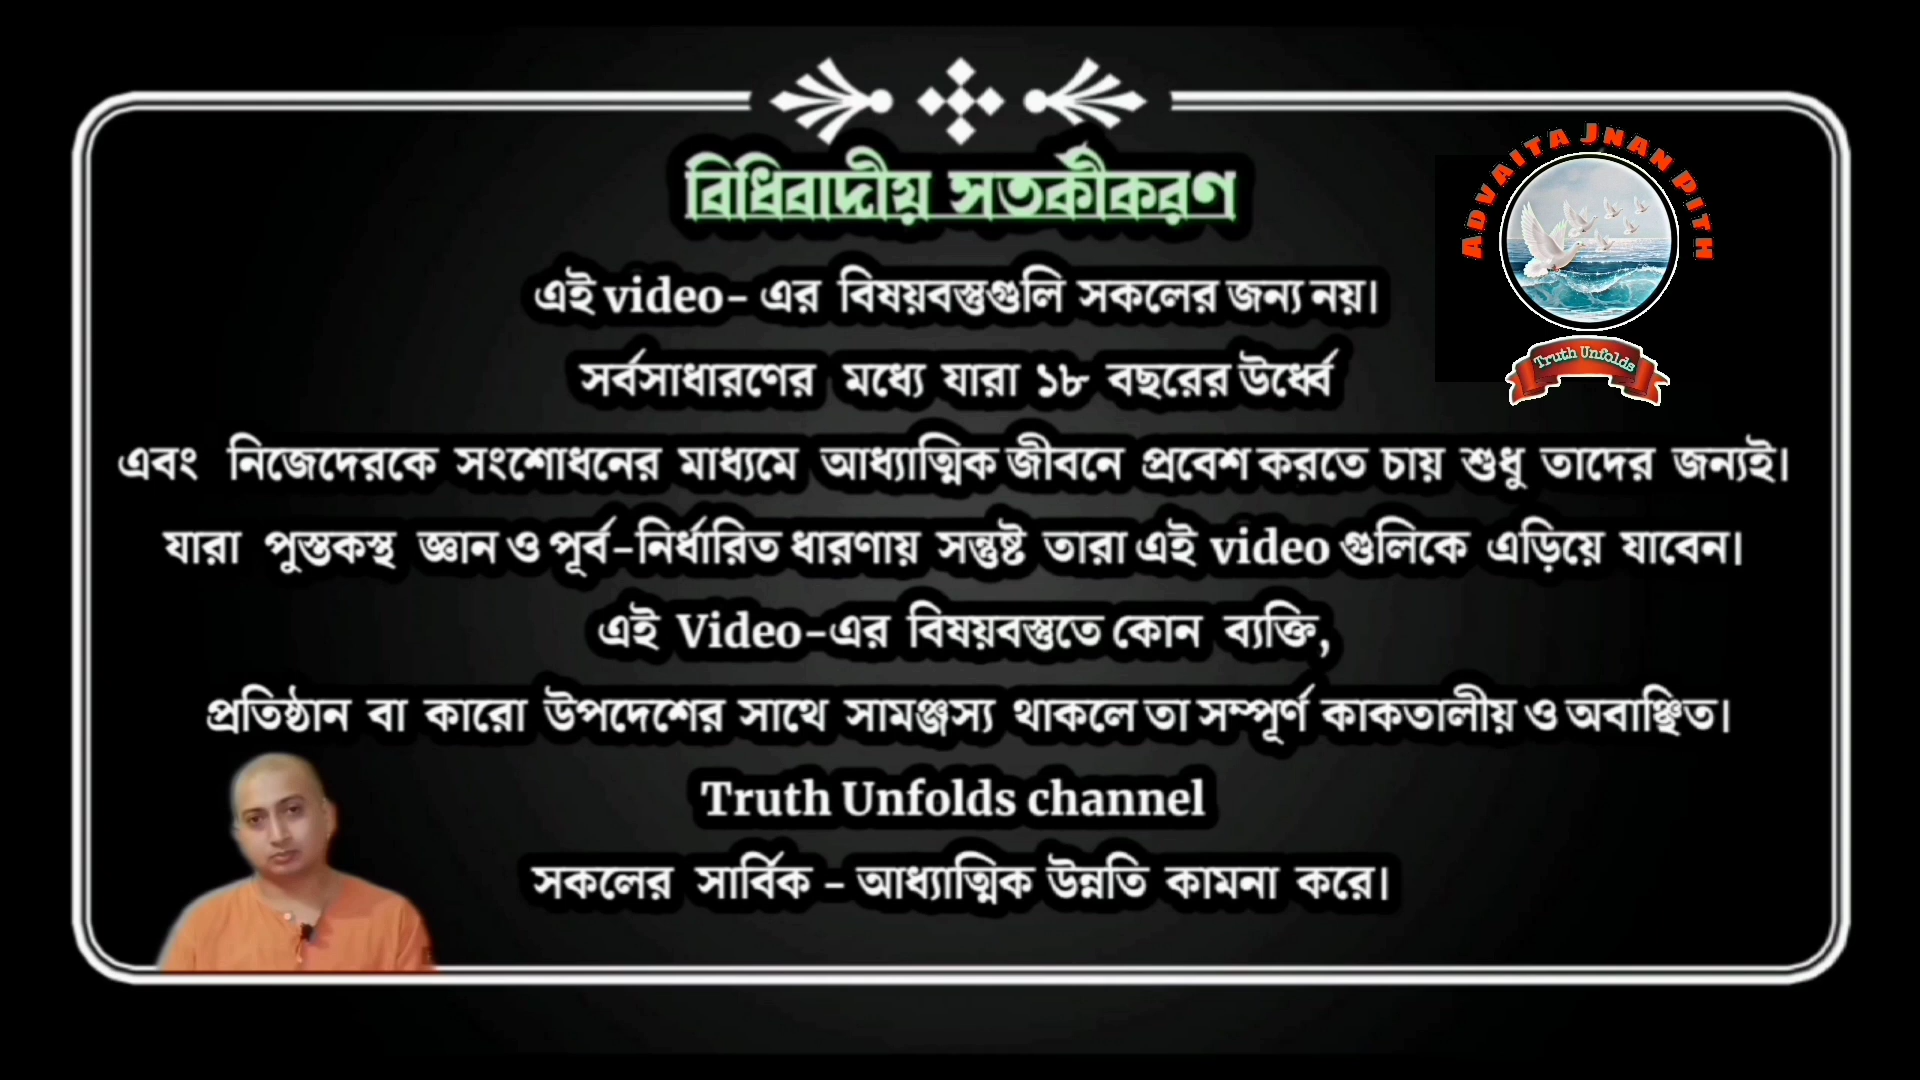 বিধিবাদীয় সতর্কীকরণ
ADVAITA JNAN PITH
Truth Unfolds
এই video- এর বিষয়বস্তুগুলি সকলের জন্য নয়।
সর্বসাধারণের মধ্যে যারা ১৮ বছরের উর্ধ্বে
এবং নিজেদেরকে সংশোধনের মাধ্যমে আধ্যাত্মিক জীবনে প্রবেশ করতে চায় শুধু তাদের জন্যই।
যারা পুস্তকস্থ জ্ঞান ও পূর্ব-নির্ধারিত ধারণায় সন্তুষ্ট তারা এই video গুলিকে এড়িয়ে যাবেন।
এই Video-এর বিষয়বস্তুতে কোন ব্যক্তি,
প্রতিষ্ঠান বা কারো উপদেশের সাথে সামঞ্জস্য থাকলে তা সম্পূর্ণ কাকতালীয় ও অবাঞ্ছিত।
Truth Unfolds channel
সকলের সার্বিক - আধ্যাত্মিক উন্নতি কামনা করে।